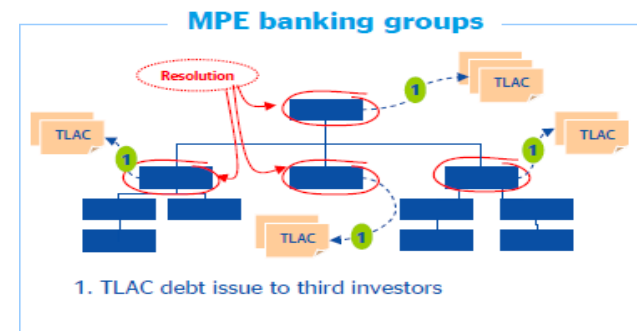 MPE banking groups
Resolution
1
TLAC
TLAC
1
TLAC
1
TLAC
1
1. TLAC debt issue to third investors